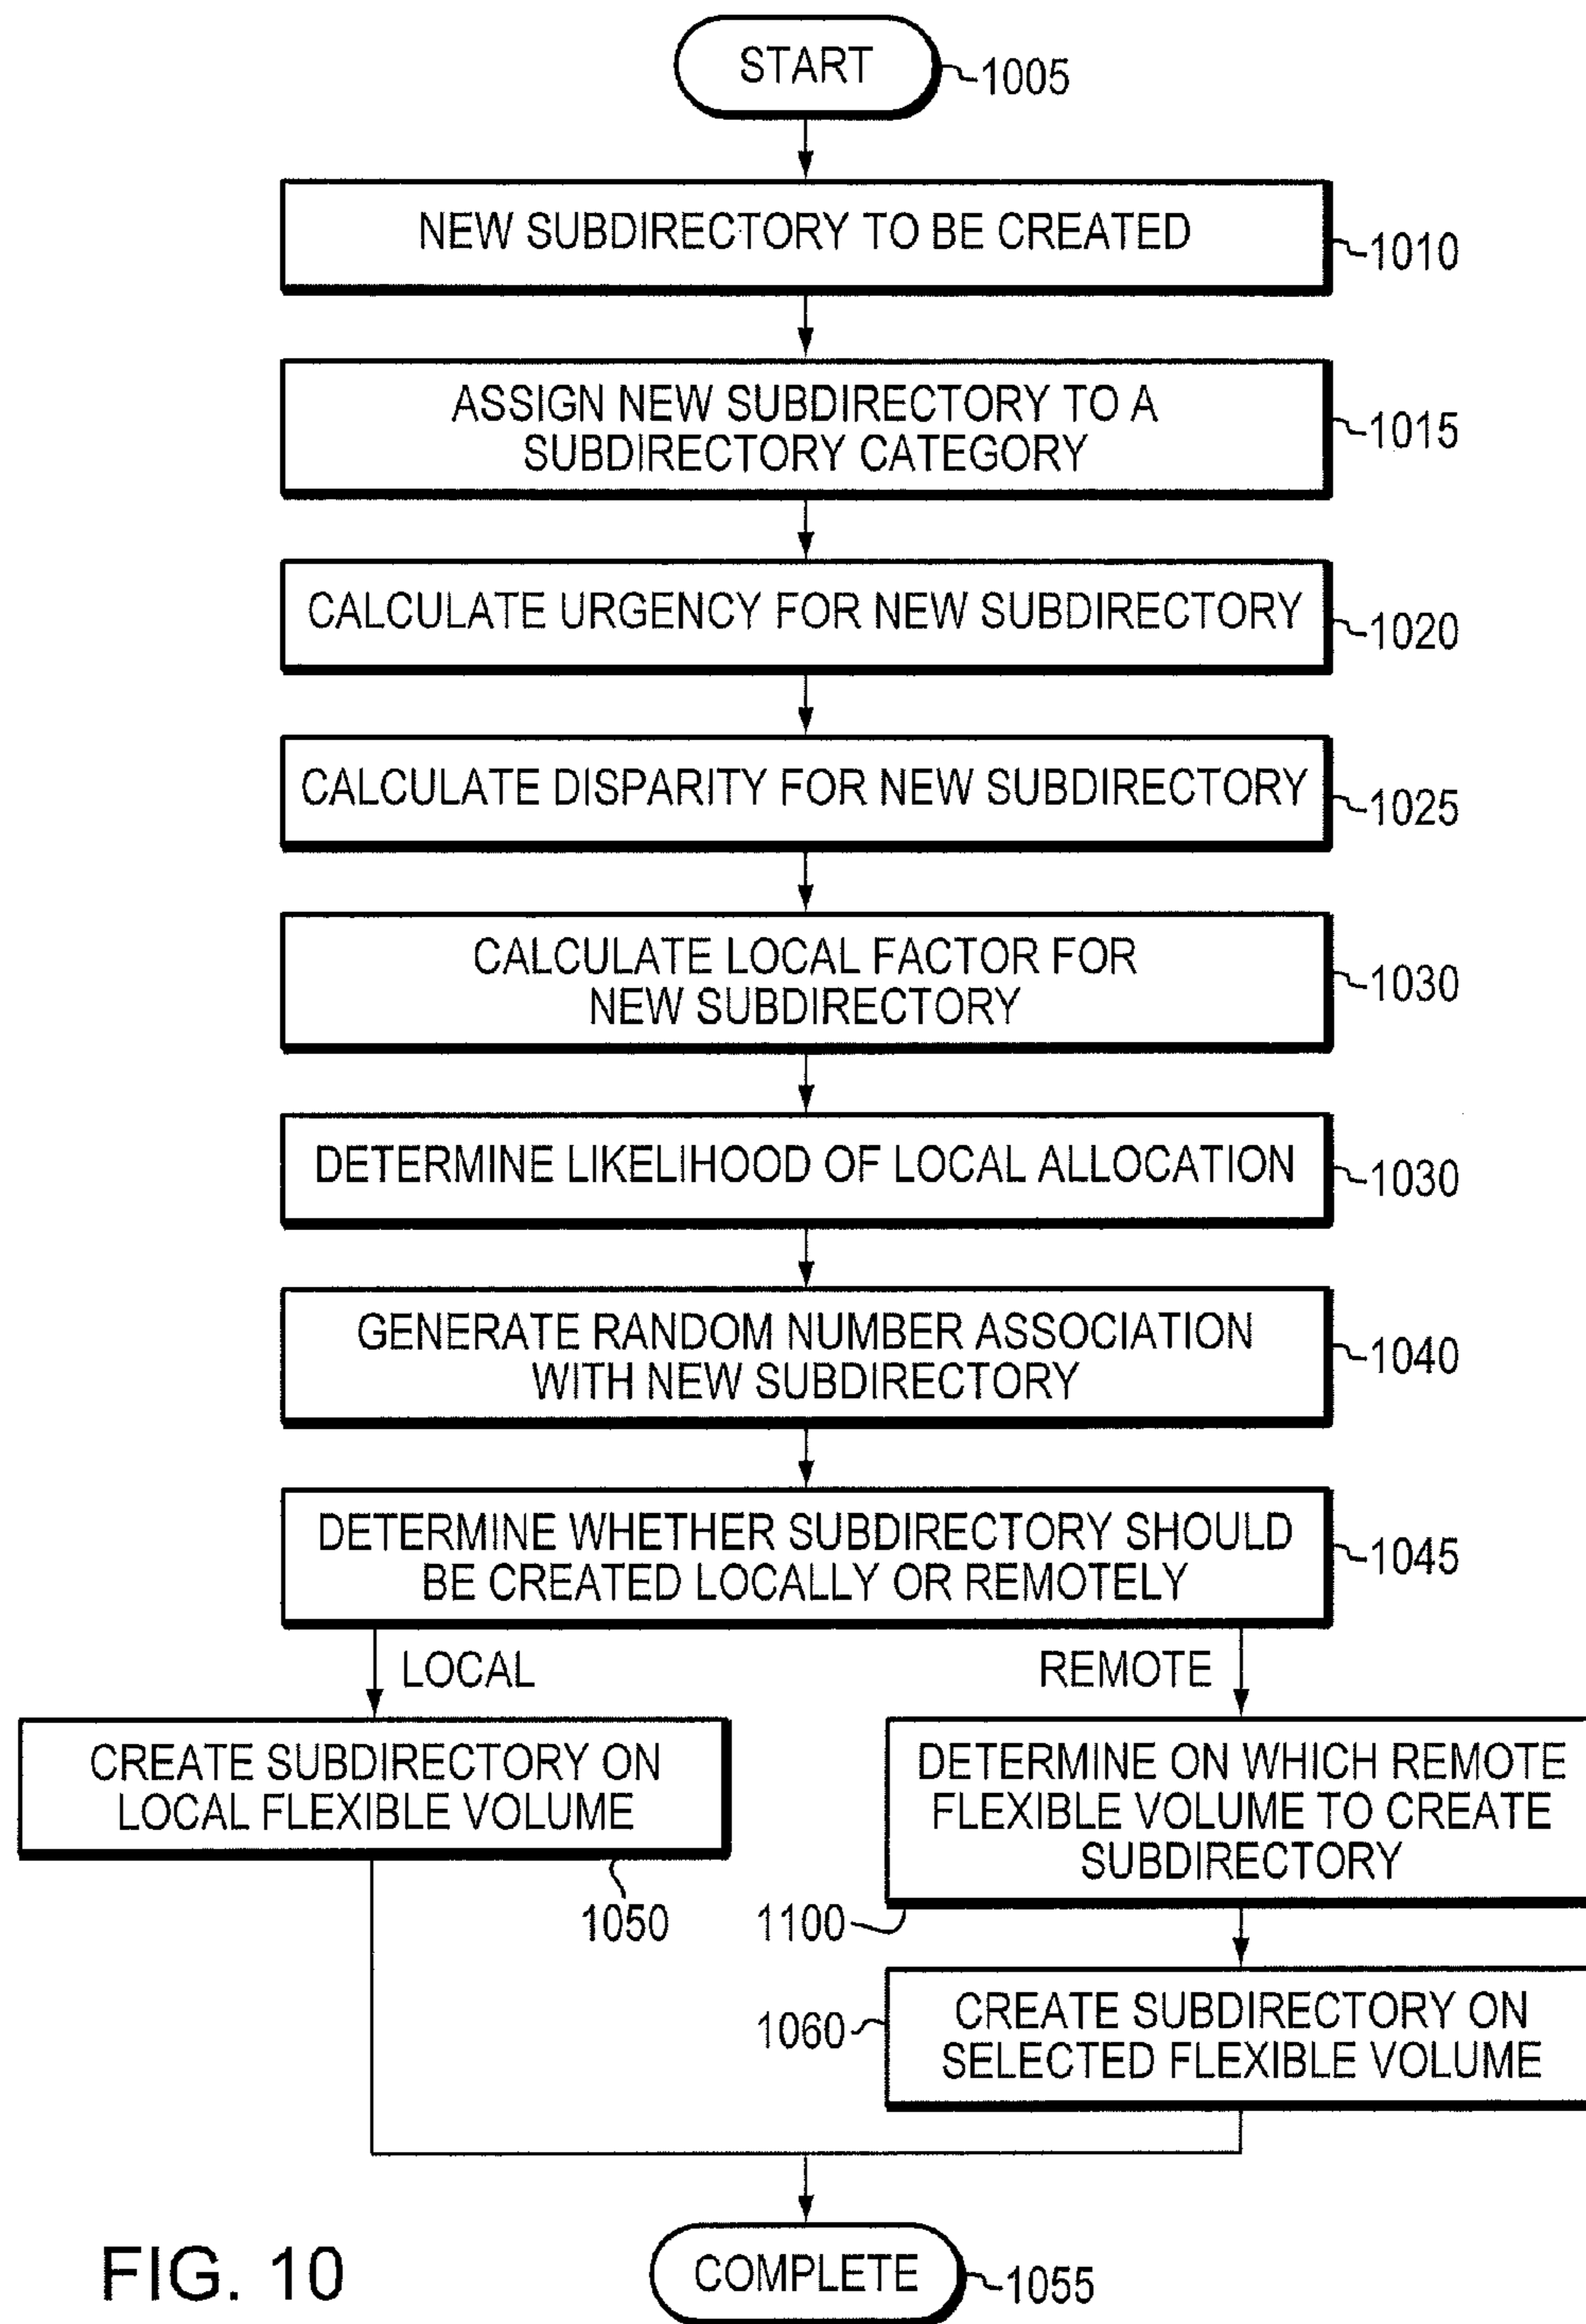 START
1005
NEW SUBDIRECTORY TO BE CREATED
1010
ASSIGN NEW SUBDIRECTORY TO A
SUBDIRECTORY CATEGORY
1015
CALCULATE URGENCY FOR NEW SUBDIRECTORY
1020
CALCULATE DISPARITY FOR NEW SUBDIRECTORY
1025
CALCULATE LOCAL FACTOR FOR
NEW SUBDIRECTORY
1030
DETERMINE LIKELIHOOD OF LOCAL ALLOCATION
1030
GENERATE RANDOM NUMBER ASSOCIATION
WITH NEW SUBDIRECTORY
1040
DETERMINE WHETHER SUBDIRECTORY SHOULD
BE CREATED LOCALLY OR REMOTELY
1045
LOCAL
REMOTE
CREATE SUBDIRECTORY ON
LOCAL FLEXIBLE VOLUME
1050
DETERMINE ON WHICH REMOTE
FLEXIBLE VOLUME TO CREATE
SUBDIRECTORY
1100
CREATE SUBDIRECTORY ON
SELECTED FLEXIBLE VOLUME
1060
COMPLETE
1055
FIG. 10